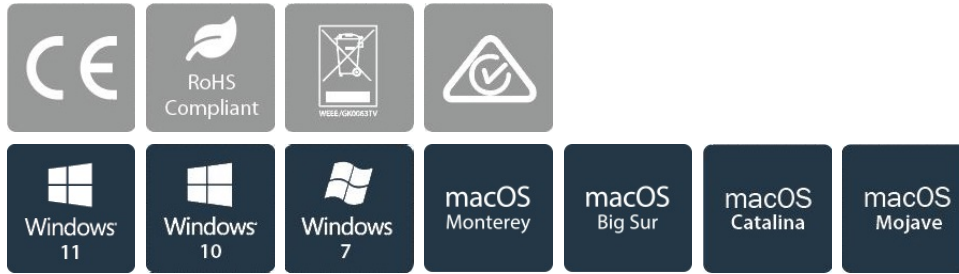 CE
RoHS
Compliant
WEEE/GK0063TV
Windows
11
Windows
10
Windows
7
macOS
Monterey
macOS
Big Sur
macOS
Catalina
macOS
Mojave